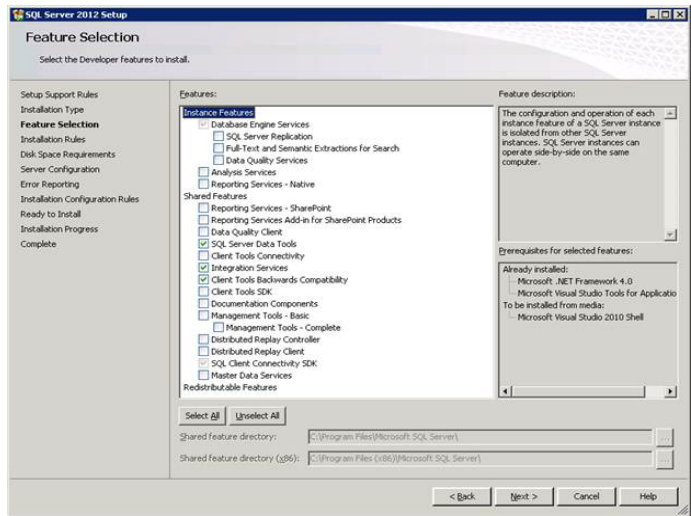 SQL Server 2012 Setup
Feature Selection
Select the Developer features to install.
Setup Support Rules
Installation Type
Feature Selection
Installation Rules
Disk Space Requirements
Server Configuration
Error Reporting
Installation Configuration Rules
Ready to Install
Installation Progress
Complete
Features:
Instance Features
Database Engine Services
SQL Server Replication
Full-Text and Semantic Extractions for Search
Data Quality Services
Analysis Services
Reporting Services - Native
Shared Features
Reporting Services - SharePoint
Reporting Services Add-in for SharePoint Products
Data Quality Client
SQL Server Data Tools
Client Tools Connectivity
Integration Services
Client Tools Backwards Compatibility
Client Tools SDK
Documentation Components
Management Tools - Basic
Management Tools - Complete
Distributed Replay Controller
Distributed Replay Client
SQL Client Connectivity SDK
Master Data Services
Redistributable Features
Feature description:
The configuration and operation of each
instance feature of a SQL Server instance
is isolated from other SQL Server
instances. SQL Server instances can
operate side-by-side on the same
computer.
Prerequisites for selected features:
Already installed:
Microsoft .NET Framework 4.0
Microsoft Visual Studio Tools for Applicatio
To be installed from media:
Microsoft Visual Studio 2010 Shell
Select All
Unselect All
Shared feature directory:
C:\Program Files\Microsoft SQL Server\
...
Shared feature directory (x86):
C:\Program Files (x86)\Microsoft SQL Server\
...
< Back
Next >
Cancel
Help